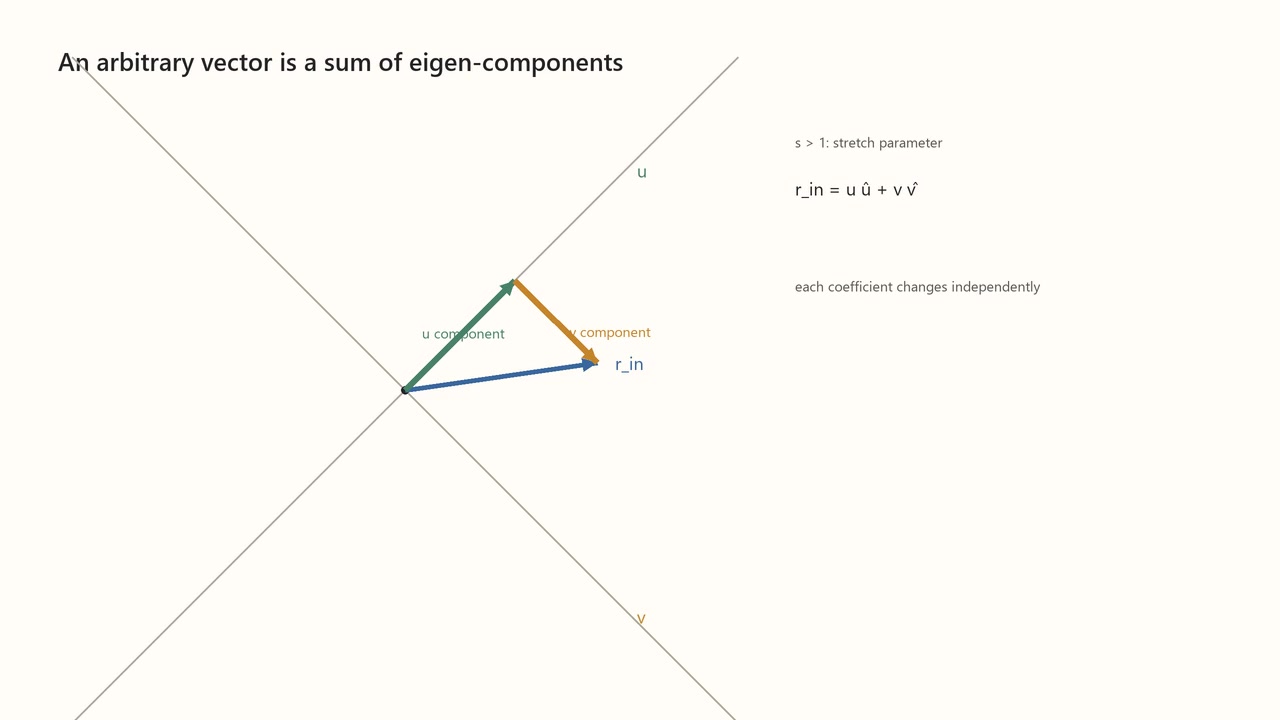 An arbitrary vector is a sum of eigen-components
s > 1: stretch parameter
u
r_in = u û + v v̂
each coefficient changes independently
u component
v component
r_in
v